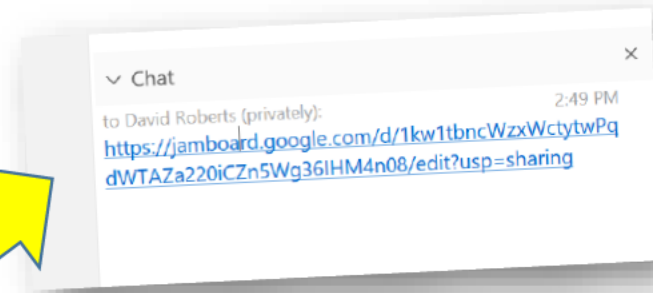 Chat
2:49 PM
to David Roberts (privately):
https://jamboard.google.com/d/1kw1tbncWzxWctytwPq
dWTAZa220iCZn5Wg36IHM4n08/edit?usp=sharing